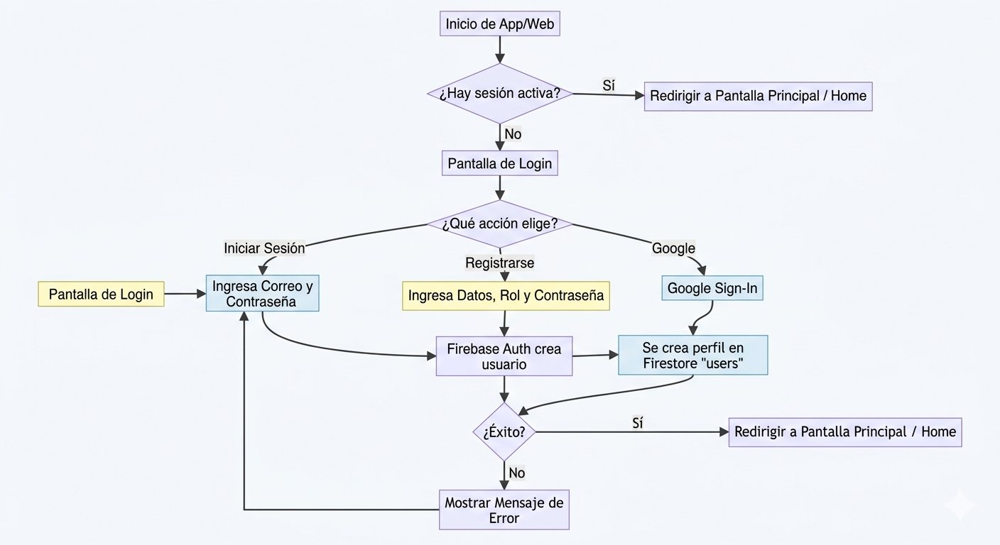 Inicio de App/Web
¿Hay sesión activa?
Sí
Redirigir a Pantalla Principal / Home
No
Pantalla de Login
¿Qué acción elige?
Iniciar Sesión
Registrarse
Google
Pantalla de Login
Ingresa Correo y
Contraseña
Ingresa Datos, Rol y Contraseña
Google Sign-In
Firebase Auth crea
usuario
Se crea perfil en
Firestore "users"
¿Éxito?
Sí
Redirigir a Pantalla Principal / Home
No
Mostrar Mensaje de
Error